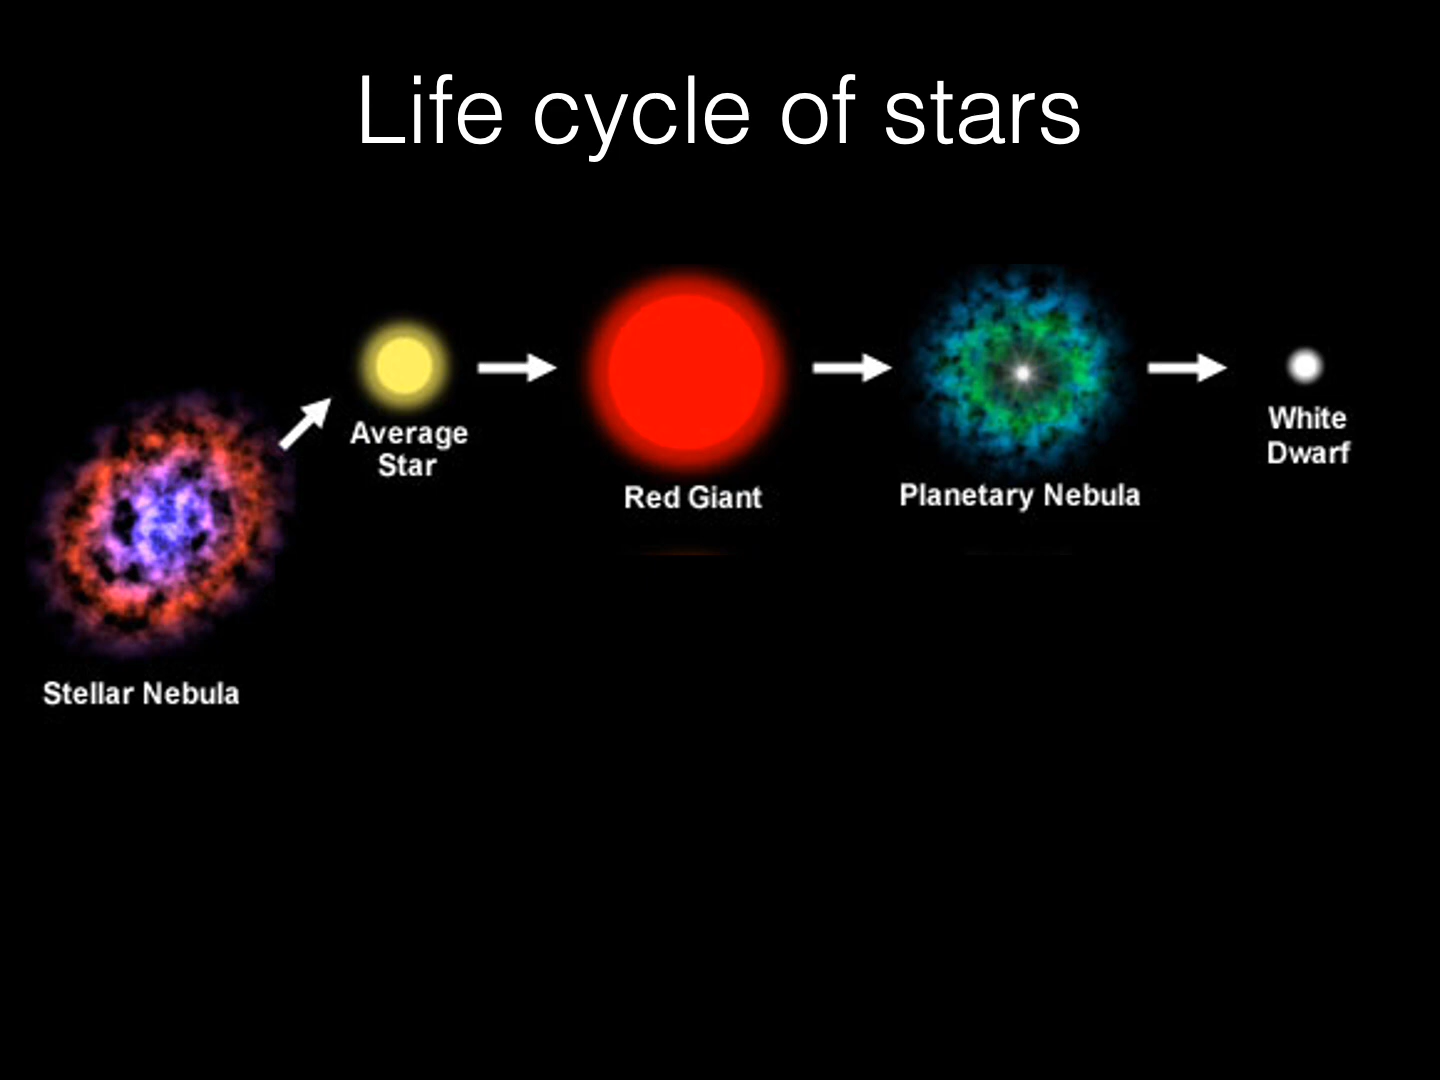 Life cycle of stars
Average
Star
Red Giant
Planetary Nebula
White
Dwarf
Stellar Nebula